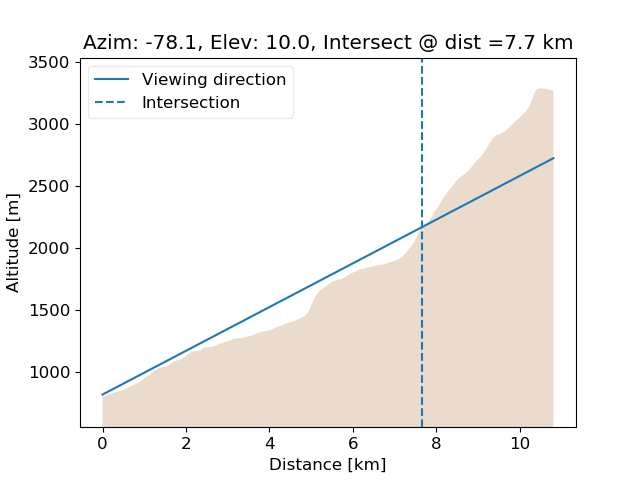 Azim: -78.1, Elev: 10.0, Intersect @ dist =7.7 km
Viewing direction
Intersection
3500
3000
2500
2000
1500
1000
Altitude [m]
0 2 4 6 8 10
Distance [km]